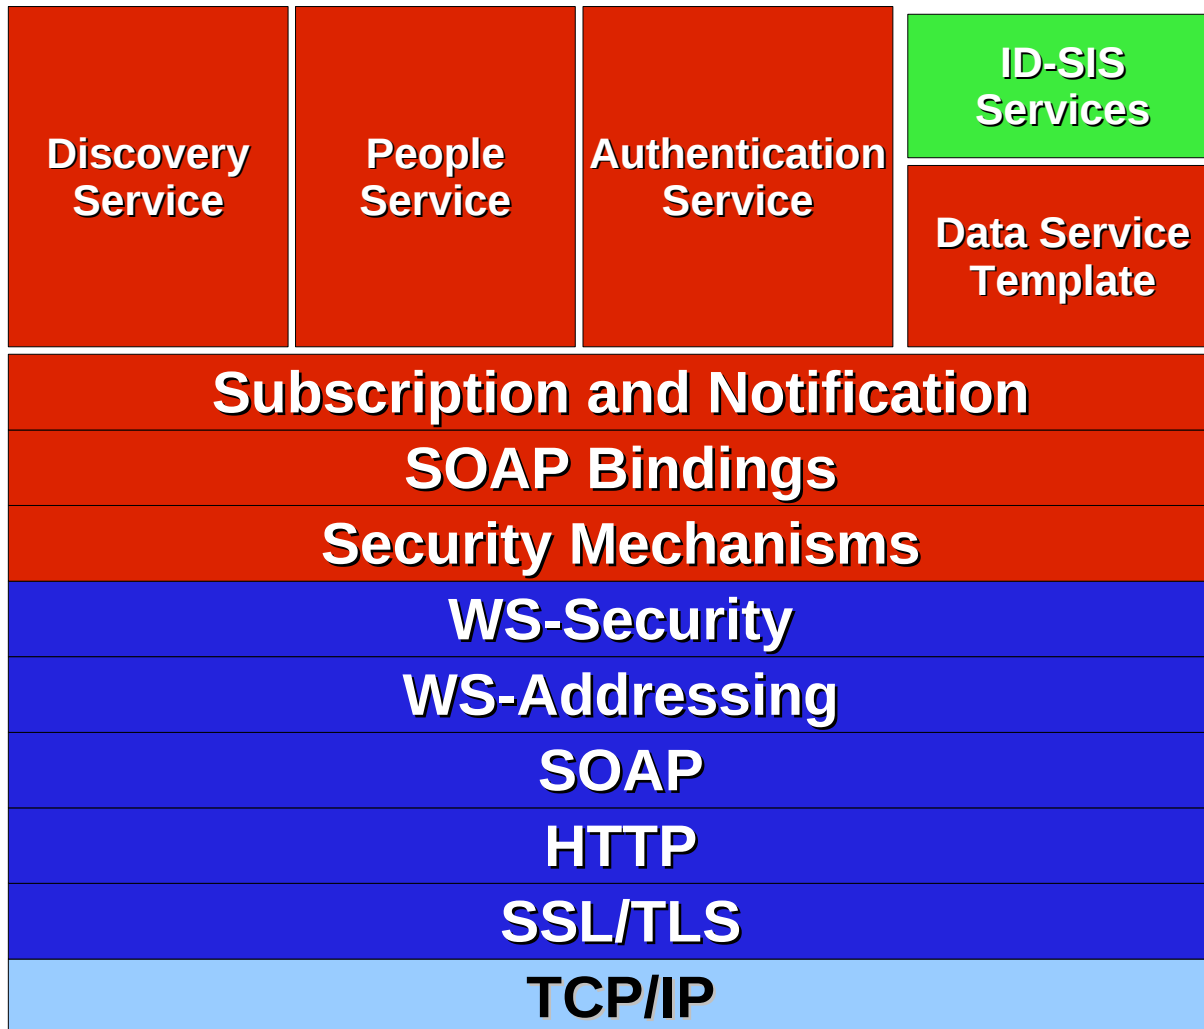 Discovery
Service
People
Service
Authentication
Service
ID-SIS
Services
Data Service
Template
Subscription and Notification
SOAP Bindings
Security Mechanisms
WS-Security
WS-Addressing
SOAP
HTTP
SSL/TLS
TCP/IP